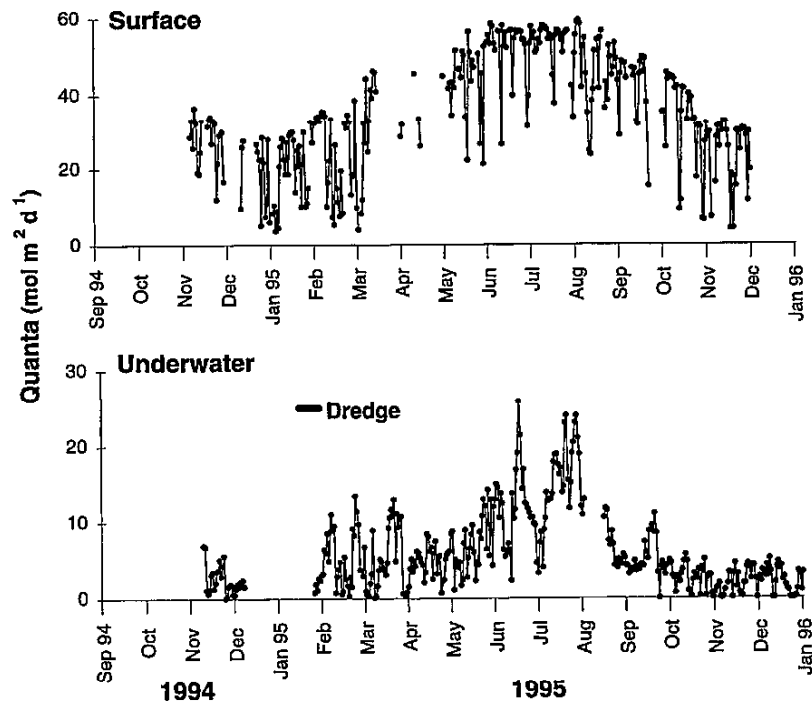 Surface
60
40
20
0
Sep 94
Oct
Nov
Dec
Jan 95
Feb
Mar
Apr
May
Jun
Jul
Aug
Sep
Oct
Nov
Dec
Jan 96
Quanta (mol m² d¹)
Underwater
30
20
10
0
Dredge
Sep 94
Oct
Nov
Dec
Jan 95
Feb
Mar
Apr
May
Jun
Jul
Aug
Sep
Oct
Nov
Dec
Jan 96
1994
1995